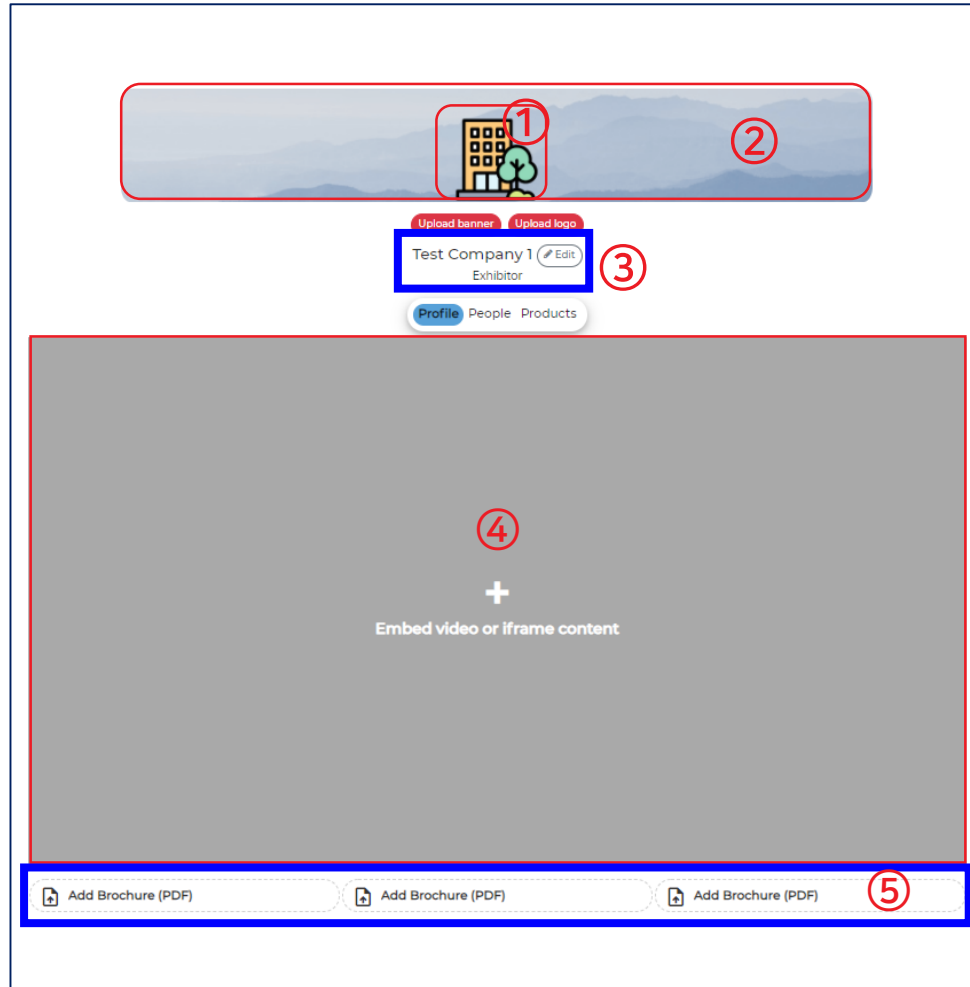 ①
②
Upload banner Upload logo
Test Company 1 Edit
Exhibitor
③
Profile People Products
④
+
Embed video or iframe content
Add Brochure (PDF) Add Brochure (PDF) Add Brochure (PDF) ⑤